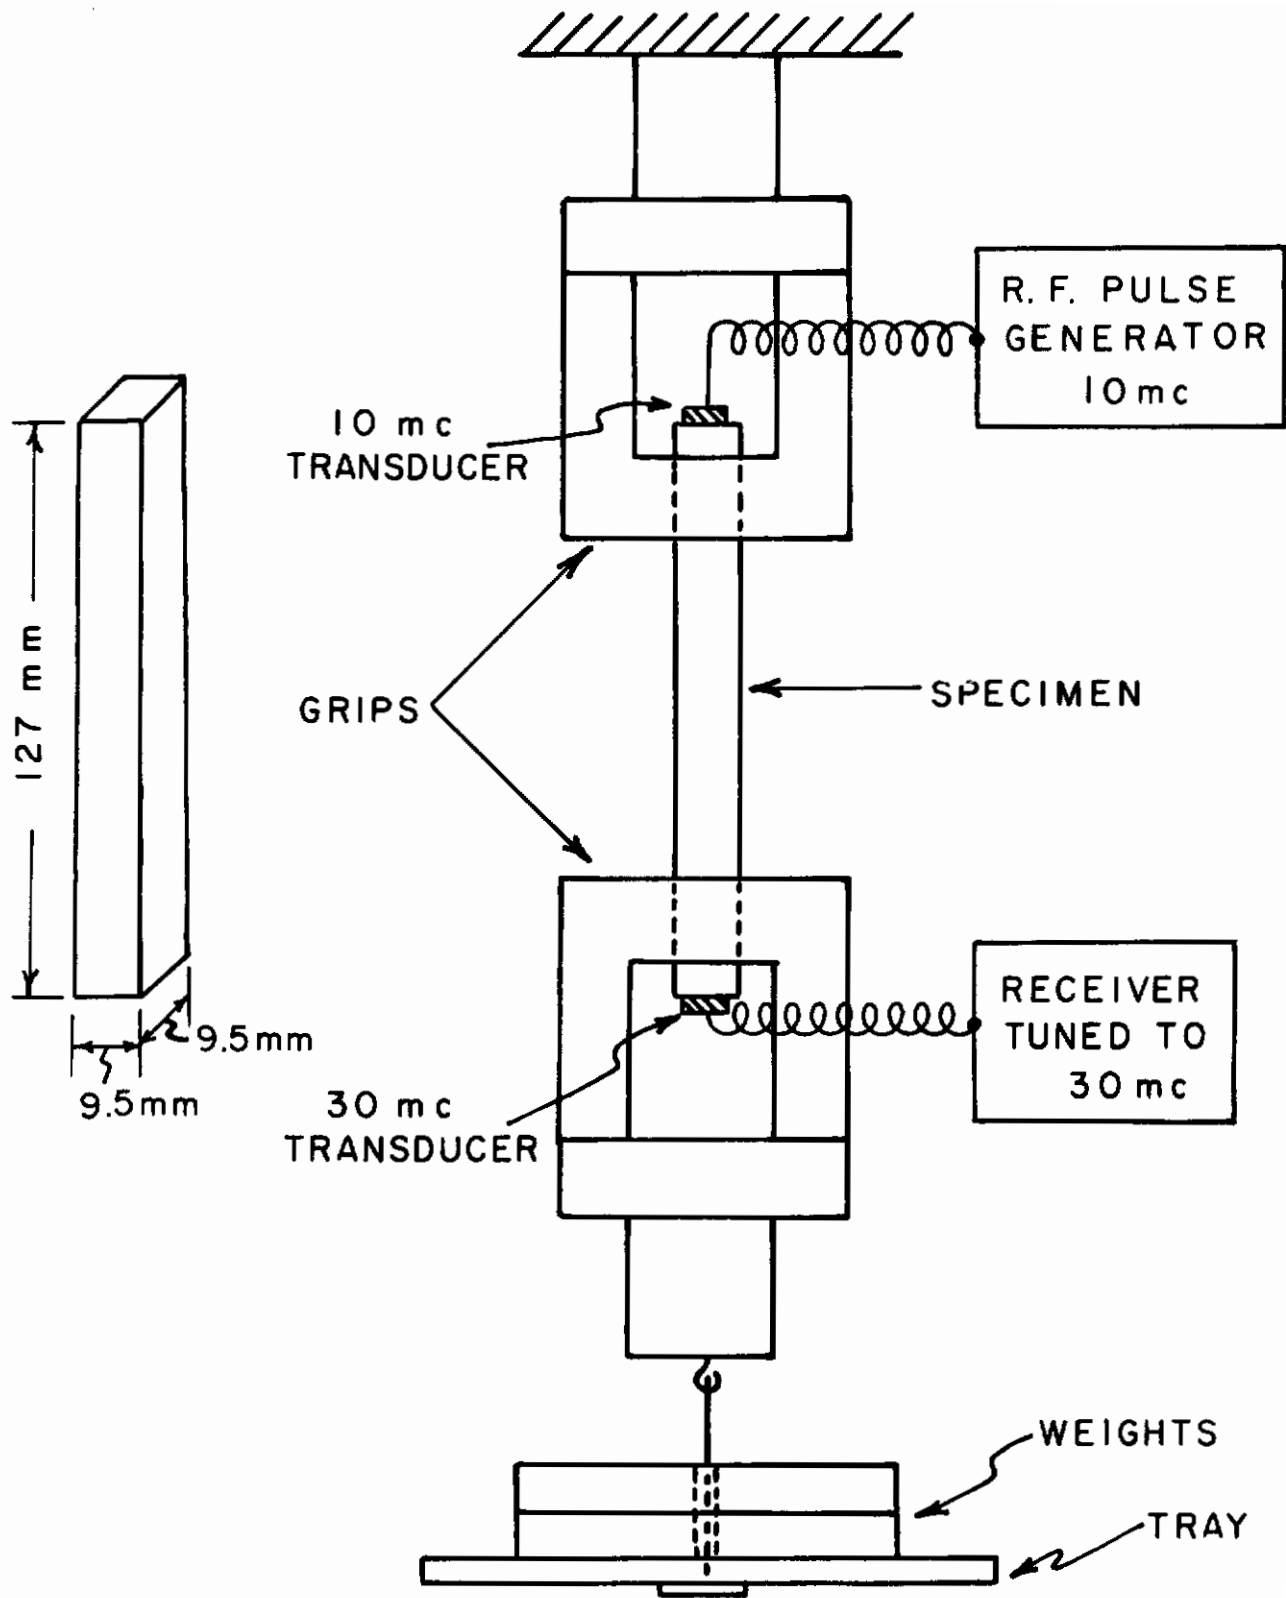 R. F. PULSE
GENERATOR
10 mc
10 mc
TRANSDUCER
127 mm
GRIPS
SPECIMEN
9.5mm
9.5mm
RECEIVER
TUNED TO
30 mc
30 mc
TRANSDUCER
WEIGHTS
TRAY